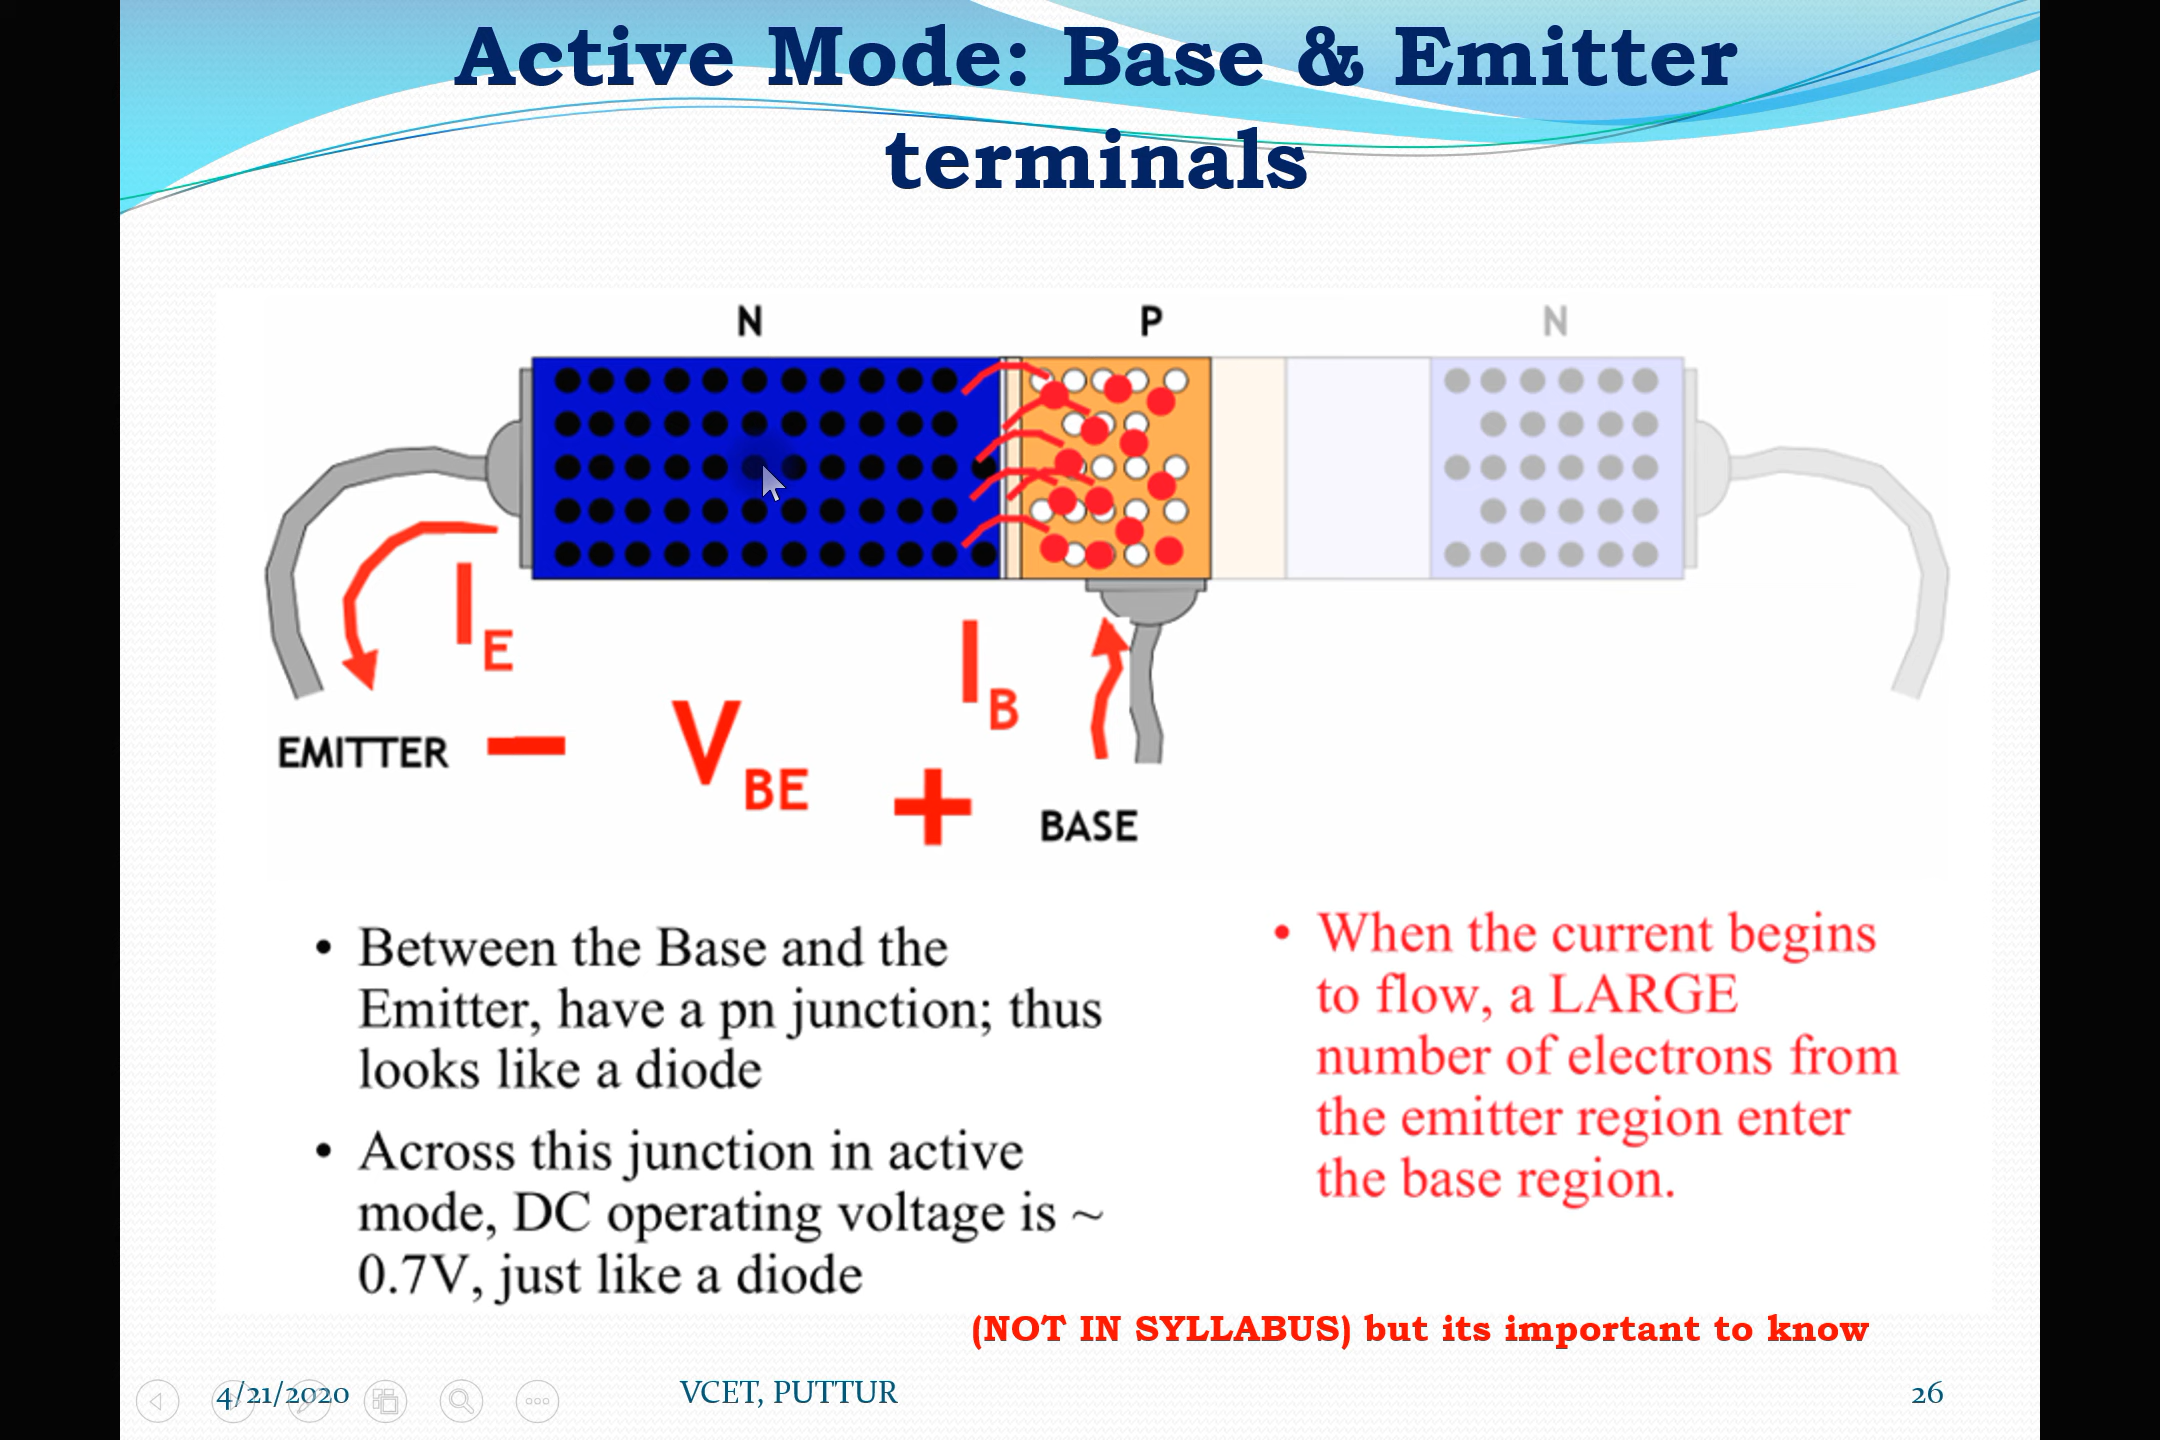 Active Mode: Base & Emitter
terminals
N
P
N
I
E
I
B
EMITTER
–
V
BE
+
BASE
• Between the Base and the
Emitter, have a pn junction; thus
looks like a diode
• Across this junction in active
mode, DC operating voltage is ~
0.7V, just like a diode
• When the current begins
to flow, a LARGE
number of electrons from
the emitter region enter
the base region.
(NOT IN SYLLABUS) but its important to know
4/21/2020
VCET, PUTTUR
26